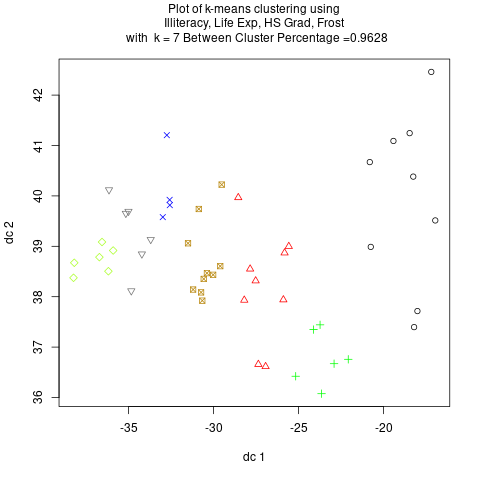 Plot of k-means clustering using
Illiteracy, Life Exp, HS Grad, Frost
with  k = 7 Between Cluster Percentage =0.9628
42
41
40
39
38
37
36
dc 2
-35
-30
-25
-20
dc 1